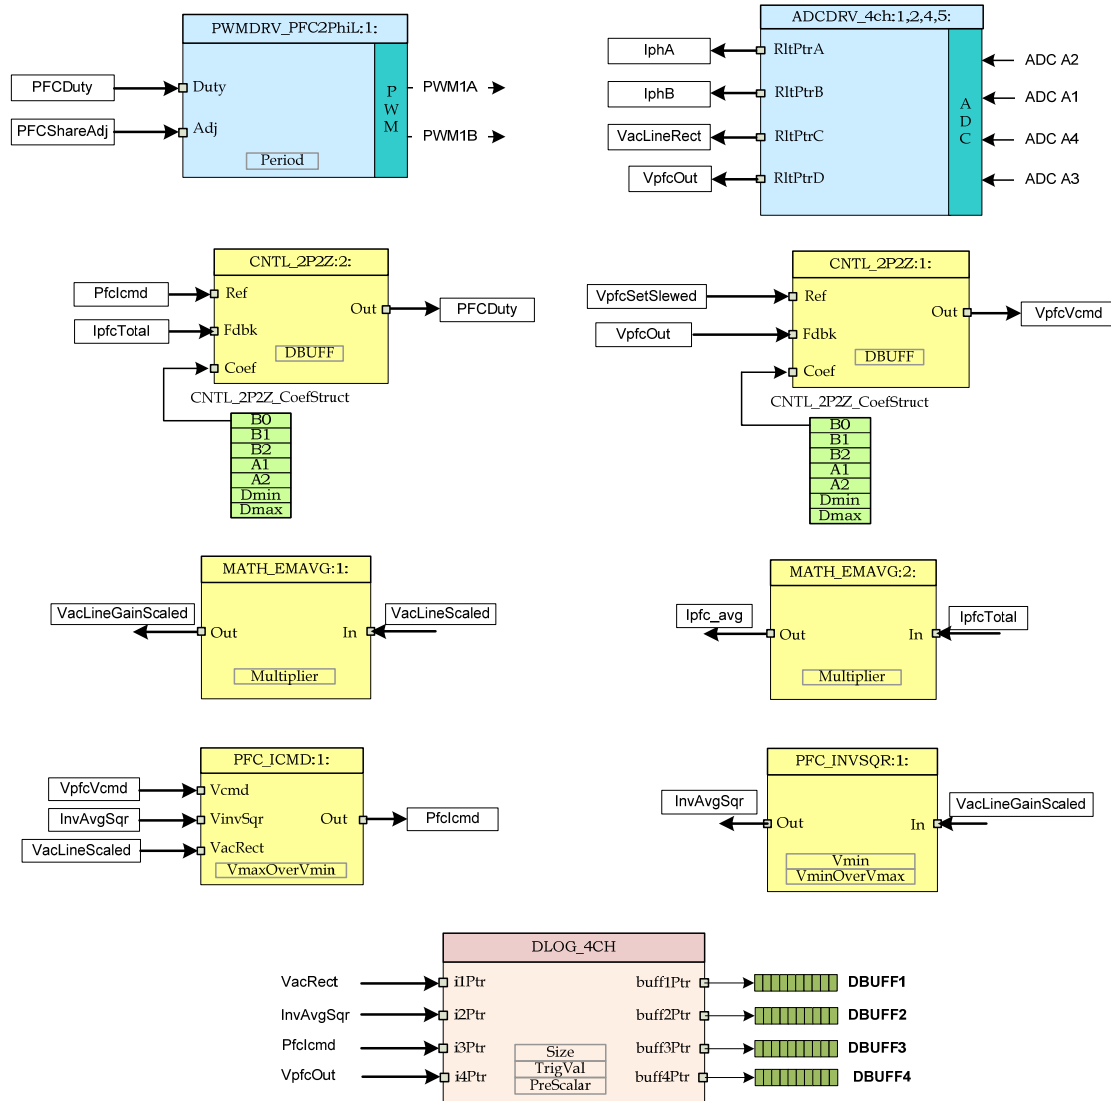 PWMDRV_PFC2PhiL:1:
PFCDuty
PFCShareAdj
Duty
Adj
Period
PWM
PWM1A
PWM1B
ADCDRV_4ch:1,2,4,5:
IphA
IphB
VacLineRect
VpfcOut
RltPtrA
RltPtrB
RltPtrC
RltPtrD
ADC
ADC A2
ADC A1
ADC A4
ADC A3
CNTL_2P2Z:2:
PfcIcmd
IpfcTotal
Ref
Fdbk
Coef
Out
DBUFF
PFCDuty
CNTL_2P2Z_CoefStruct
B0
B1
B2
A1
A2
Dmin
Dmax
CNTL_2P2Z:1:
VpfcSetSlewed
VpfcOut
Ref
Fdbk
Coef
Out
DBUFF
VpfcVcmd
CNTL_2P2Z_CoefStruct
B0
B1
B2
A1
A2
Dmin
Dmax
MATH_EMAVG:1:
VacLineGainScaled
Out
In
VacLineScaled
Multiplier
MATH_EMAVG:2:
Ipfc_avg
Out
In
IpfcTotal
Multiplier
PFC_ICMD:1:
VpfcVcmd
InvAvgSqr
VacLineScaled
Vcmd
VinvSqr
VacRect
Out
VmaxOverVmin
PfcIcmd
PFC_INVSQR:1:
InvAvgSqr
Out
In
VacLineGainScaled
Vmin
VminOverVmax
DLOG_4CH
VacRect
InvAvgSqr
PfcIcmd
VpfcOut
i1Ptr
i2Ptr
i3Ptr
i4Ptr
Size
TrigVal
PreScalar
buff1Ptr
buff2Ptr
buff3Ptr
buff4Ptr
DBUFF1
DBUFF2
DBUFF3
DBUFF4